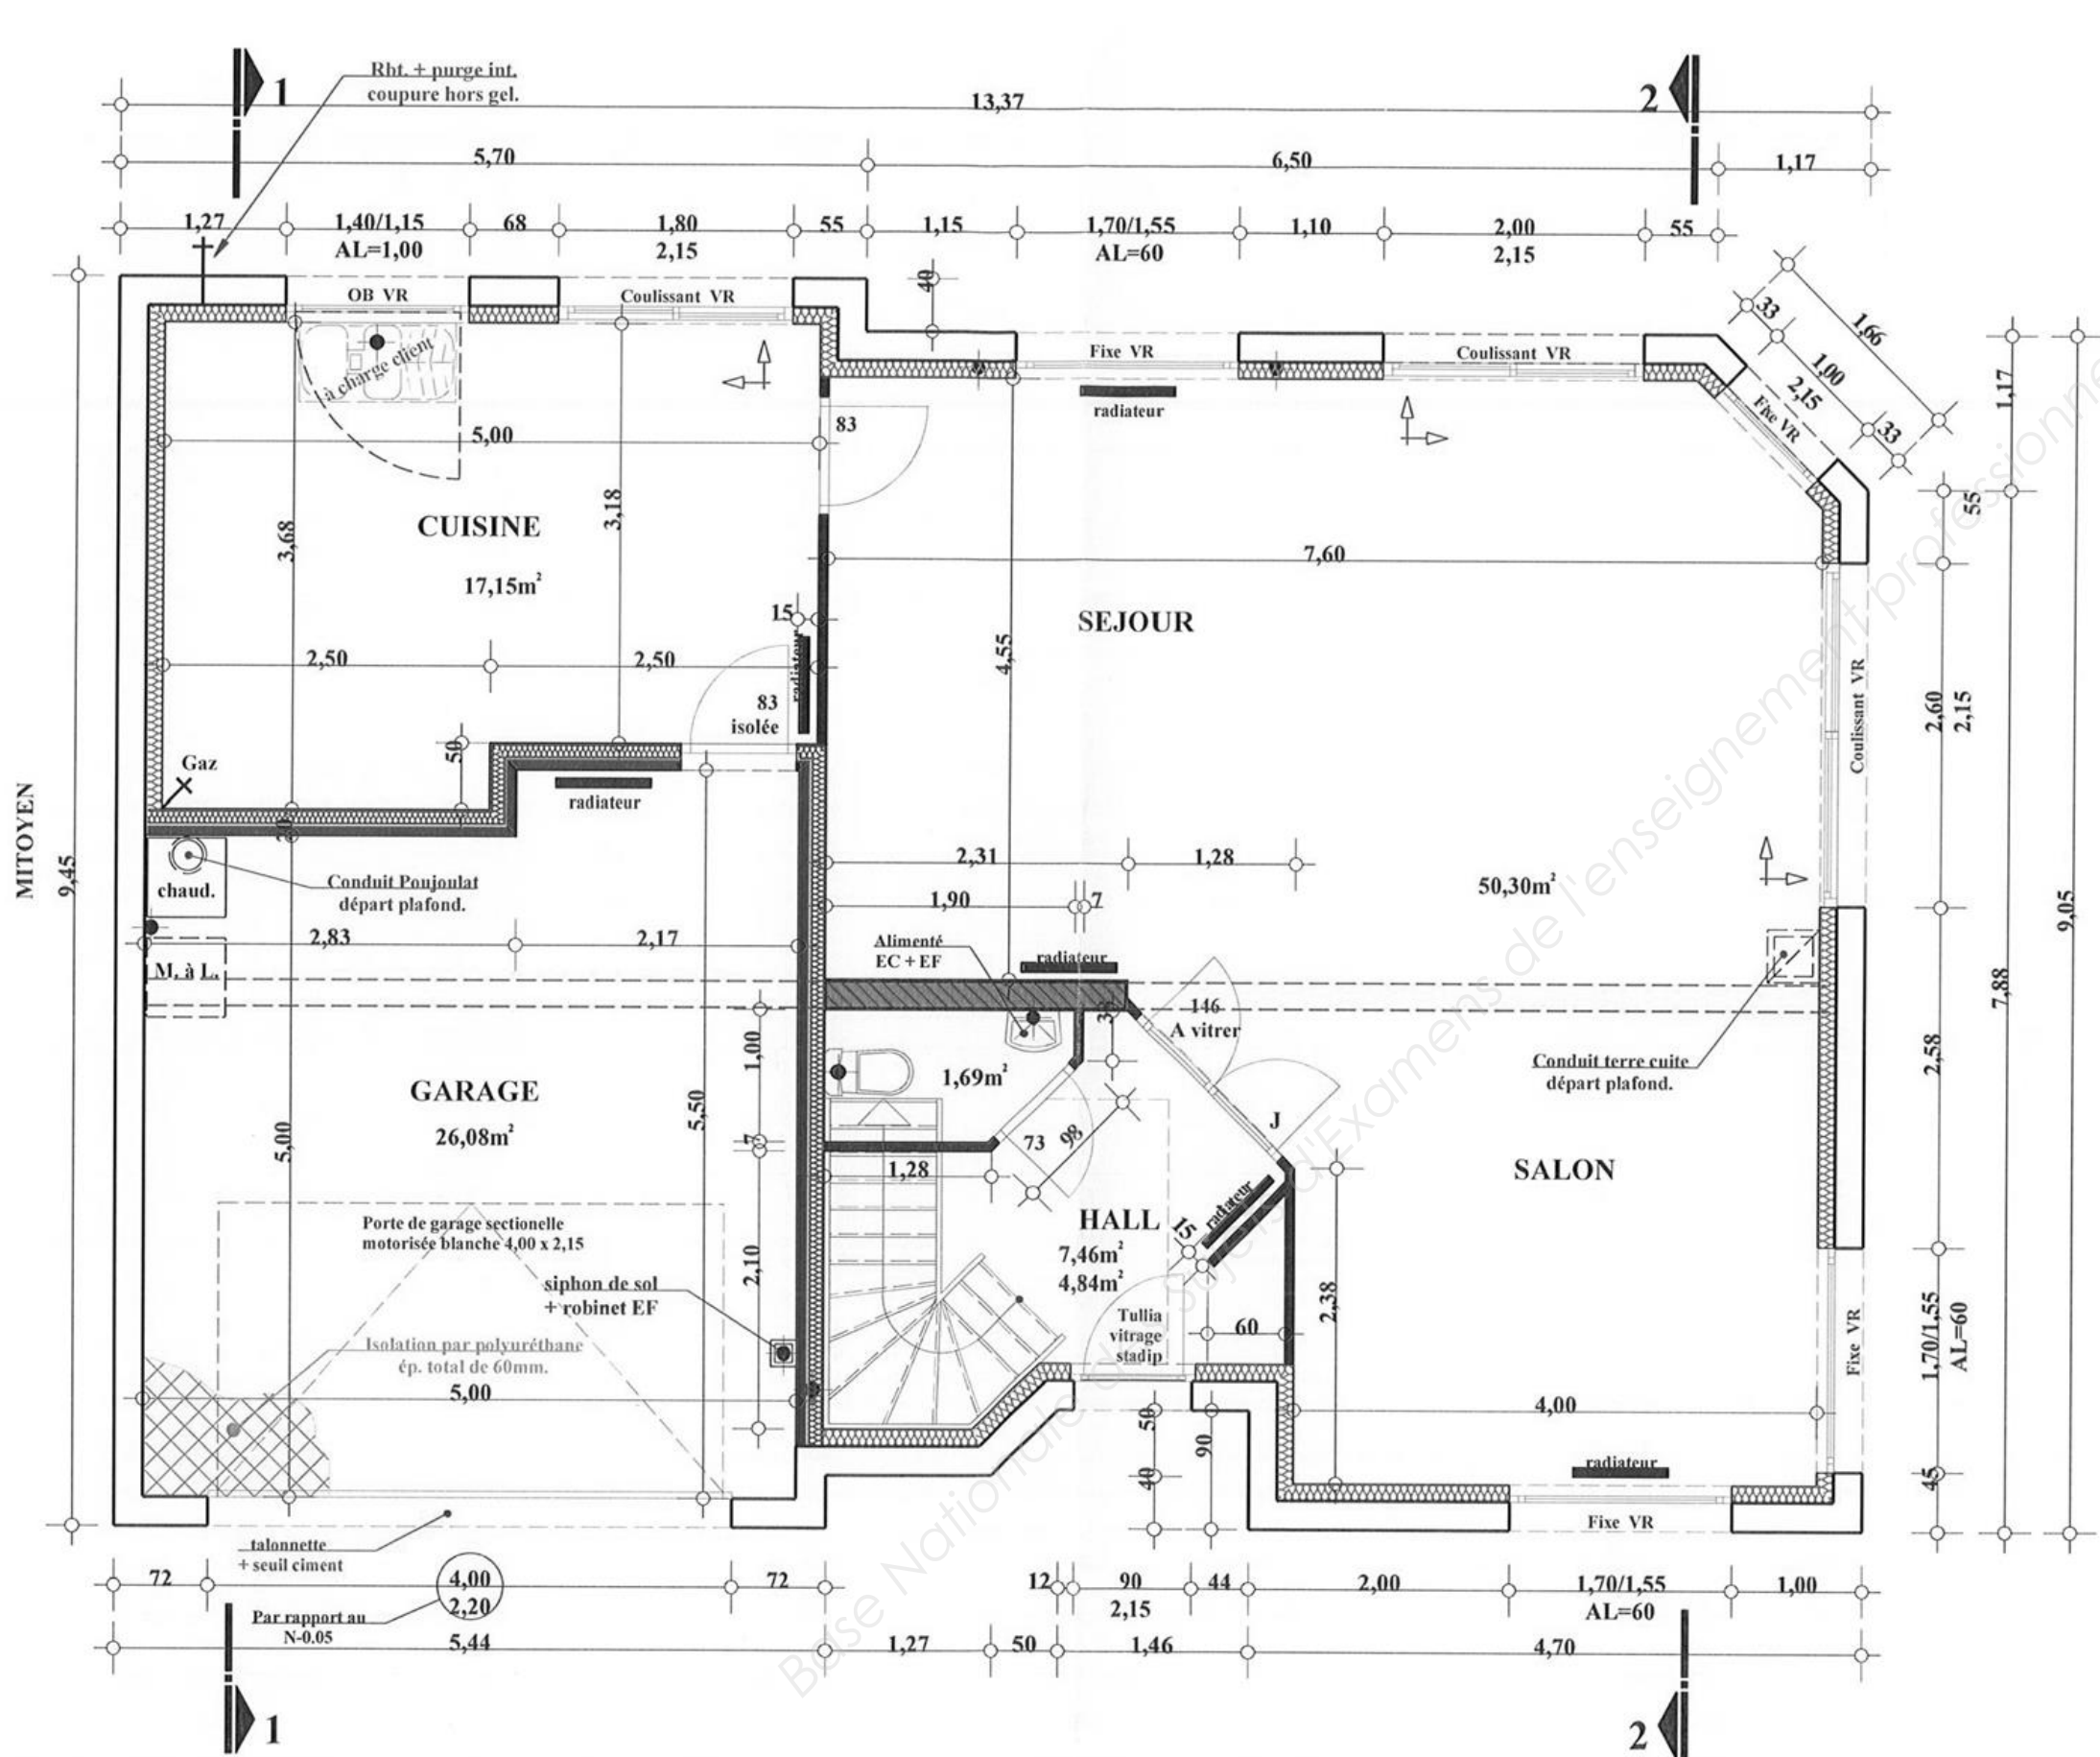 Rbt. + purge int.
coupure hors gel.
1
2
13,37
5,70
6,50
1,17
1,27
1,40/1,15
AL=1,00
68
1,80
2,15
55
1,15
1,70/1,55
AL=60
1,10
2,00
2,15
55
40
33
1,66
1,00
2,15
33
OB VR
Coulissant VR
Fixe VR
Coulissant VR
Fixe VR
à charge client
radiateur
5,00
83
1,17
55
3,68
3,18
CUISINE
17,15m²
7,60
15
SEJOUR
4,55
2,50
2,50
radiateur
83
isolée
50
Gaz
radiateur
Coulissant VR
2,60
2,15
MITOYEN
9,45
20
chaud.
Conduit Poujoulat
départ plafond.
2,31
1,28
1,90
7
50,30m²
9,05
7,88
2,83
2,17
M. à L.
Alimenté
EC + EF
radiateur
146
A vitrer
1,00
1,69m²
Conduit terre cuite
départ plafond.
2,58
GARAGE
26,08m²
5,00
5,50
7
73
98
J
1,28
SALON
HALL
7,46m²
4,84m²
15
radiateur
Porte de garage sectionelle
motorisée blanche 4,00 x 2,15
2,10
siphon de sol
+ robinet EF
Tullia
vitrage
stadip
60
2,38
Isolation par polyuréthane
ép. total de 60mm.
5,00
Fixe VR
1,70/1,55
AL=60
4,00
50
90
40
radiateur
45
Fixe VR
talonnette
+ seuil ciment
72
4,00
2,20
72
12
90
2,15
44
2,00
1,70/1,55
AL=60
1,00
Par rapport au
N-0.05
5,44
1,27
50
1,46
4,70
1
2
Base Nationale des Sujets d'Examens de l'enseignement professionne